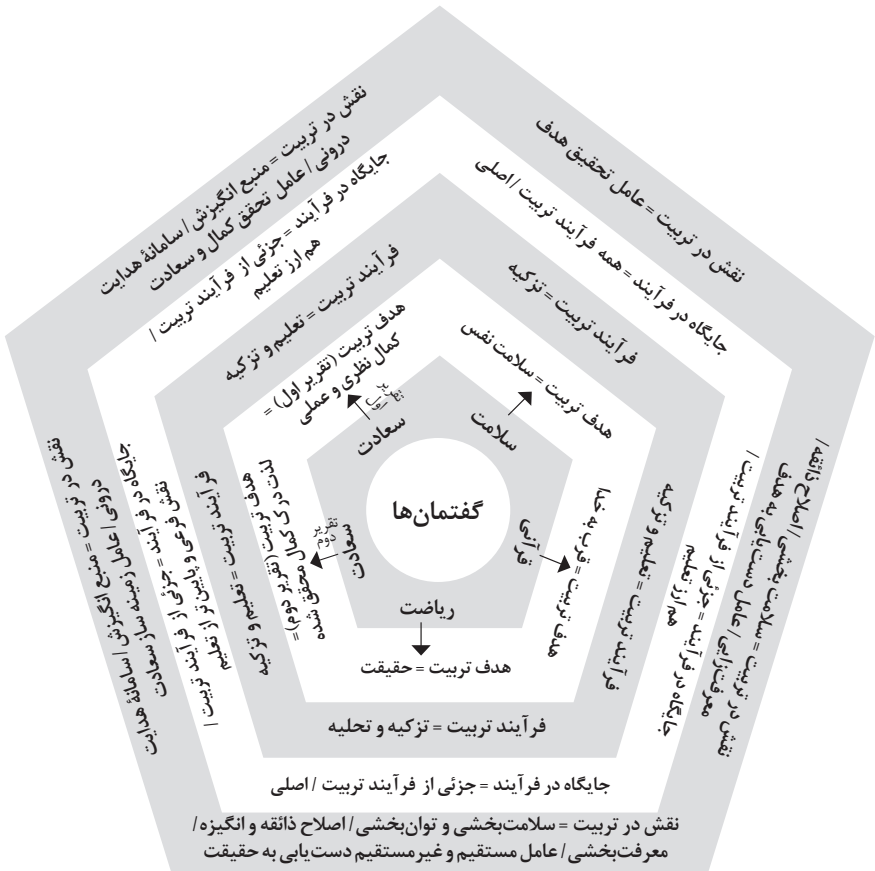 گفتمان‌ها
سلامت
هدف تربیت = سلامت نفس
فرآیند تربیت = تزکیه
جایگاه در فرآیند = همه فرآیند تربیت / اصلی
نقش در تربیت = عامل تحقیق هدف
قرآنی
هدف تربیت = قرب به خدا
فرآیند تربیت = تعلیم و تزکیه
جایگاه در فرآیند = جزئی از فرآیند تربیت /
هم ارز تعلیم
نقش در تربیت = سلامت بخشی / اصلاح ذائقه /
معرفت‌زایی / عامل دست‌یابی به هدف
ریاضت
هدف تربیت = حقیقت
فرآیند تربیت = تزکیه و تحلیه
جایگاه در فرآیند = جزئی از فرآیند تربیت / اصلی
نقش در تربیت = سلامت‌بخشی و توان‌بخشی / اصلاح ذائقه و انگیزه /
معرفت‌بخشی / عامل مستقیم و غیرمستقیم دست‌یابی به حقیقت
سعادت
تقریر دوم
هدف تربیت (تقریر دوم)=
لذت درک کمال محقق شده
فرآیند تربیت = تعلیم و تزکیه
جایگاه در فرآیند = جزئی از فرآیند تربیت /
نقش فرعی و پایین‌تر از تعلیم
نقش در تربیت = منبع انگیزش / سامانهٔ هدایت
درونی / عامل زمینه ساز سعادت
سعادت
تقریر اول
هدف تربیت (تقریر اول) =
کمال نظری و عملی
فرآیند تربیت = تعلیم و تزکیه
جایگاه در فرآیند = جزئی از فرآیند تربیت /
هم ارز تعلیم
نقش در تربیت = منبع انگیزش / سامانهٔ هدایت
درونی / عامل تحقق کمال و سعادت